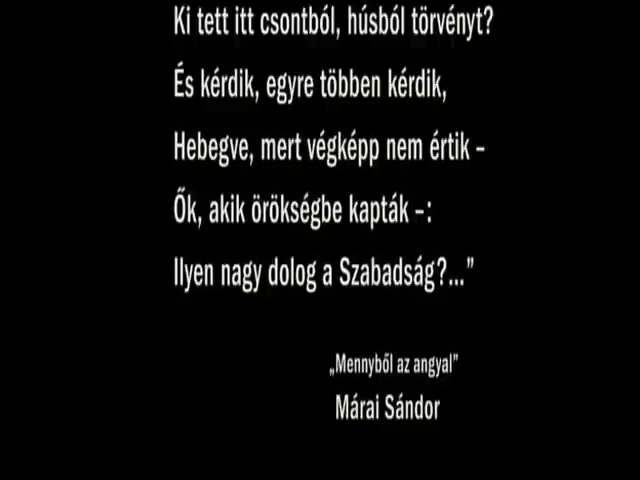 Ki tett itt csontból, húsból törvényt?
És kérdik, egyre többen kérdik,
Hebegve, mert végképp nem értik –
Ők, akik örökségbe kapták –:
Ilyen nagy dolog a Szabadság?...”
„Mennyből az angyal”
Márai Sándor